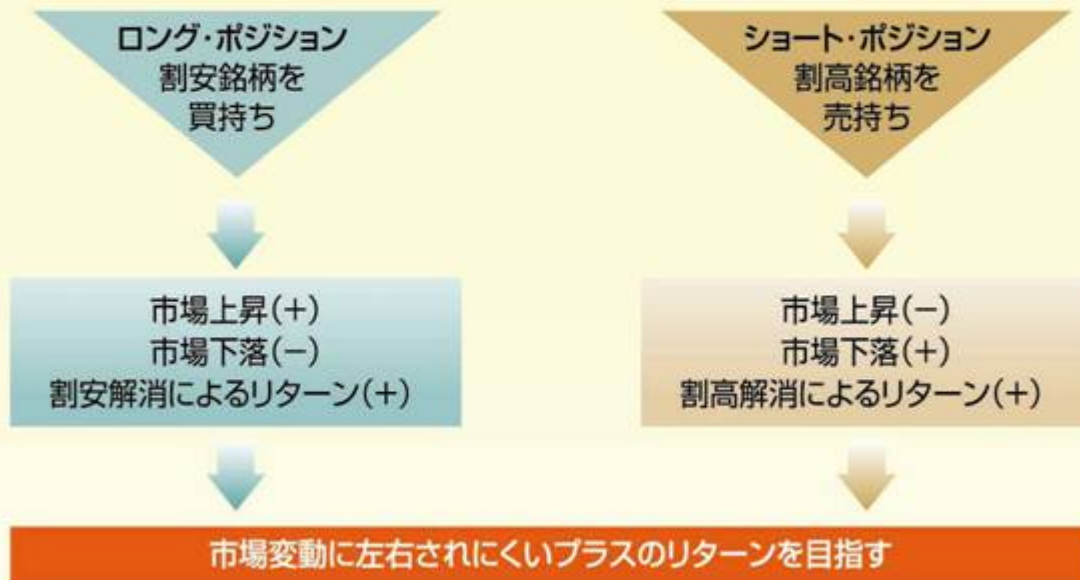 ロング・ポジション
割安銘柄を
買持ち
ショート・ポジション
割高銘柄を
売持ち
市場上昇(+)
市場下落(−)
割安解消によるリターン(+)
市場上昇(−)
市場下落(+)
割高解消によるリターン(+)
市場変動に左右されにくいプラスのリターンを目指す